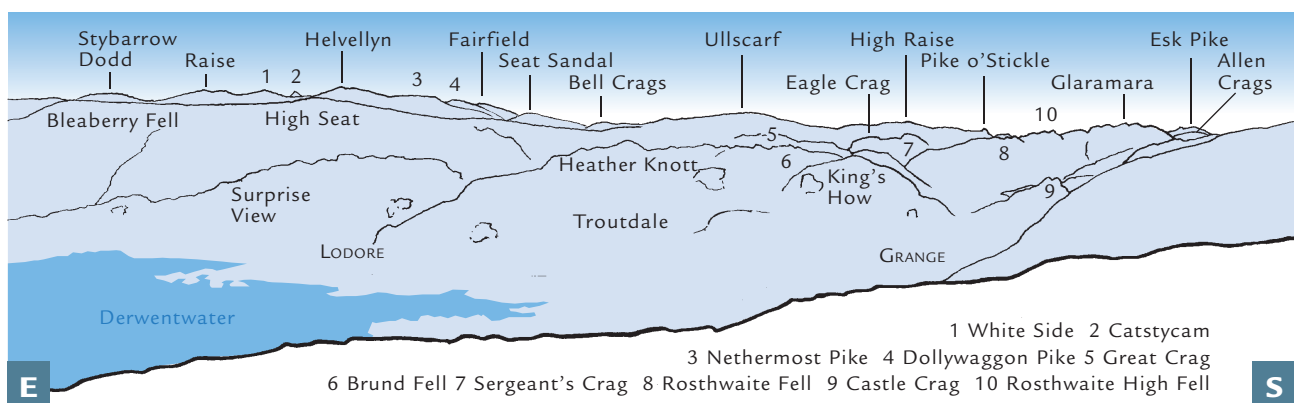 Stybarrow
Dodd
Raise
1
2
Helvellyn
3
4
Fairfield
Seat Sandal
Bell Crags
Ullscarf
High Raise
Pike o'Stickle
Eagle Crag
10
Glaramara
Esk Pike
Allen
Crags
Bleaberry Fell
High Seat
5
6
7
8
9
Heather Knott
King's
How
Surprise
View
Troutdale
LODORE
GRANGE
Derwentwater
1 White Side 2 Catstycam
3 Nethermost Pike 4 Dollywaggon Pike 5 Great Crag
6 Brund Fell 7 Sergeant's Crag 8 Rosthwaite Fell 9 Castle Crag 10 Rosthwaite High Fell
E
S